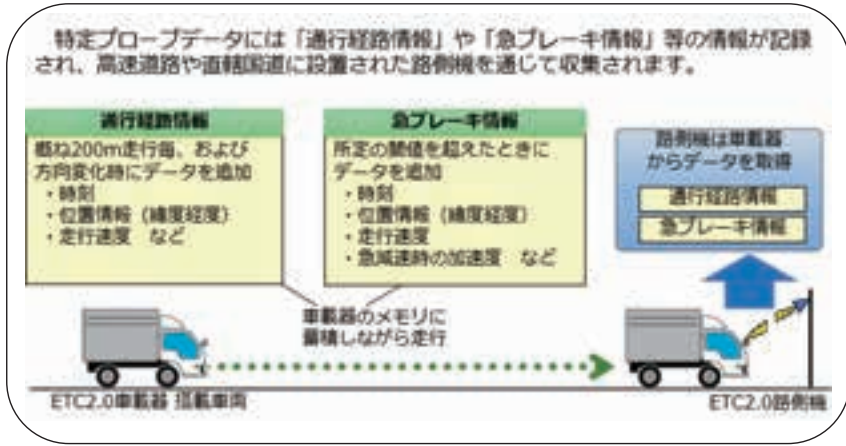 特定プローブデータには「通行経路情報」や「急ブレーキ情報」等の情報が記録
され、高速道路や直轄国道に設置された路側機を通じて収集されます。
通行経路情報
概ね200m走行毎、および
方向変化時にデータを追加
・時刻
・位置情報（緯度経度）
・走行速度　など
急ブレーキ情報
所定の閾値を超えたときに
データを追加
・時刻
・位置情報（緯度経度）
・走行速度
・急減速時の加速度　など
路側機は車載器
からデータを取得
通行経路情報
急ブレーキ情報
車載器のメモリに
蓄積しながら走行
ETC2.0車載器 搭載車両
ETC2.0路側機